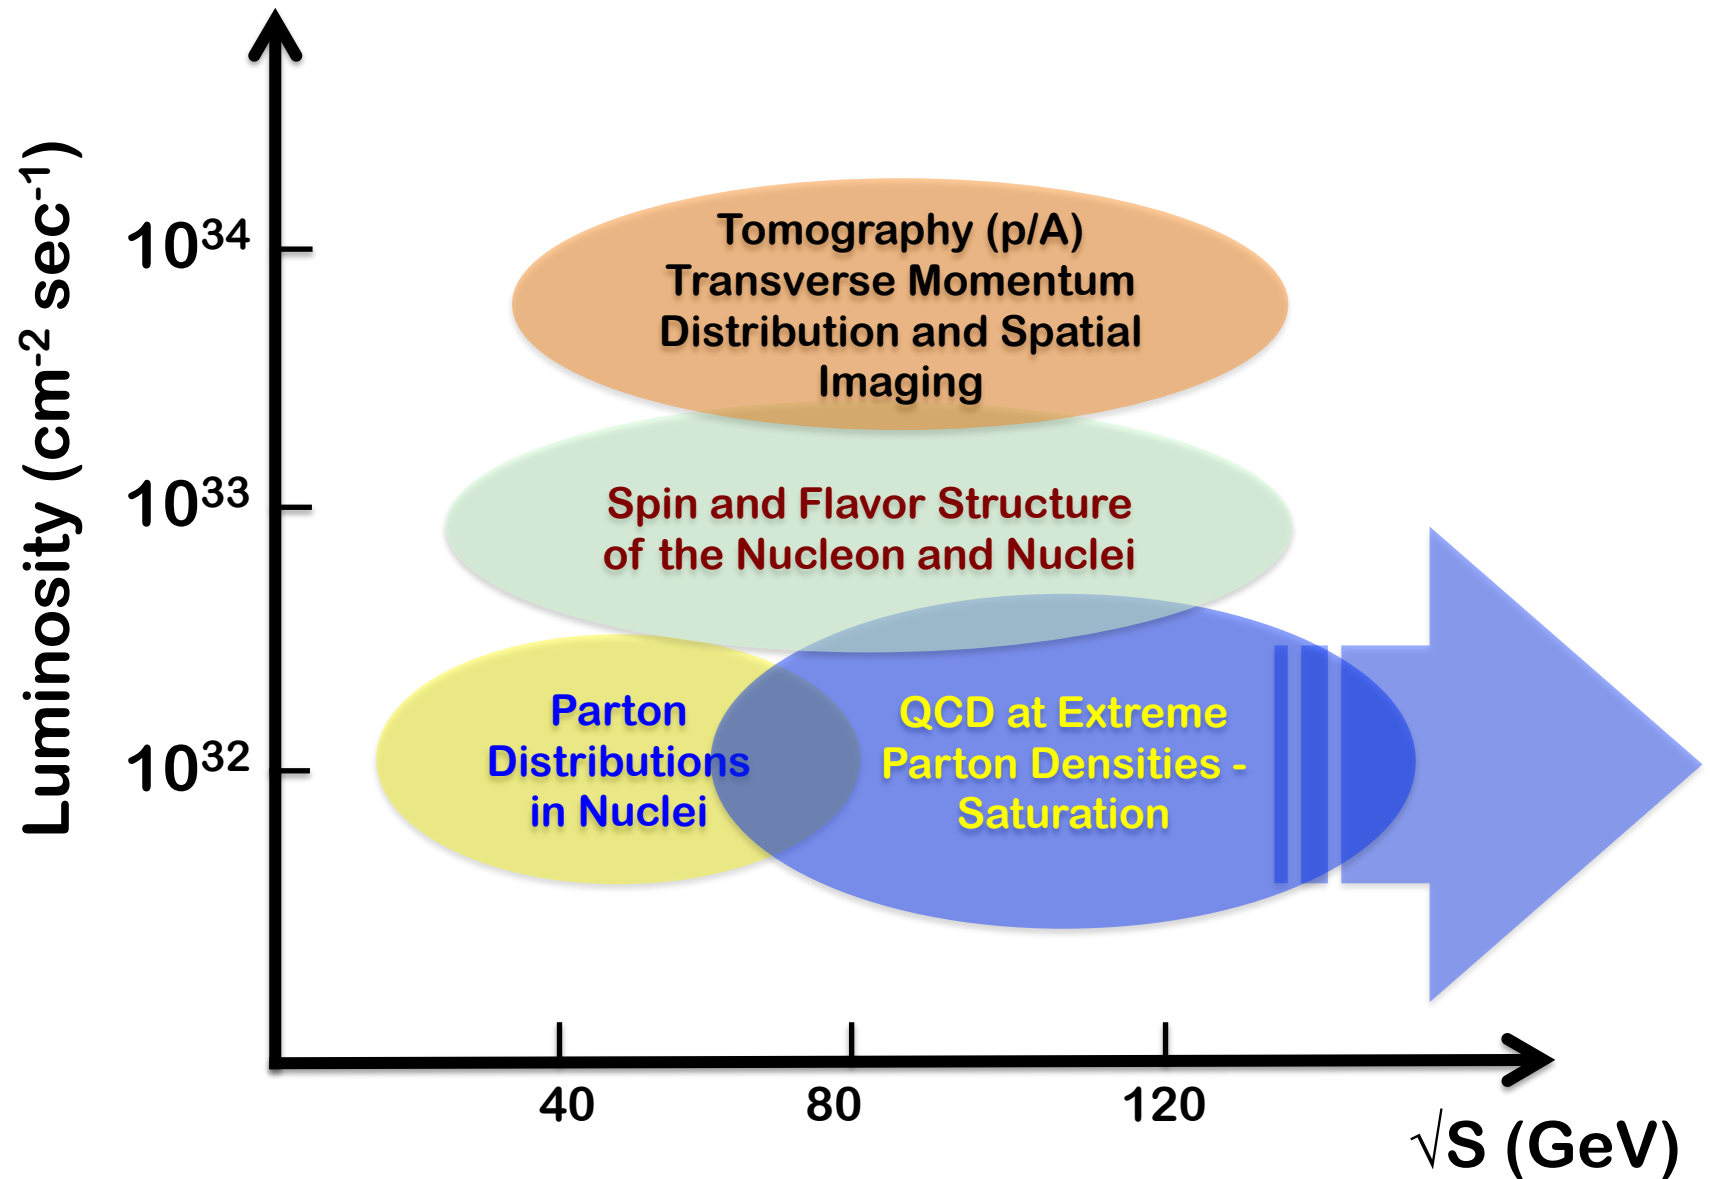 Luminosity (cm⁻² sec⁻¹)
10³⁴
10³³
10³²
Tomography (p/A)
Transverse Momentum
Distribution and Spatial
Imaging
Spin and Flavor Structure
of the Nucleon and Nuclei
Parton
Distributions
in Nuclei
QCD at Extreme
Parton Densities -
Saturation
40
80
120
√S (GeV)